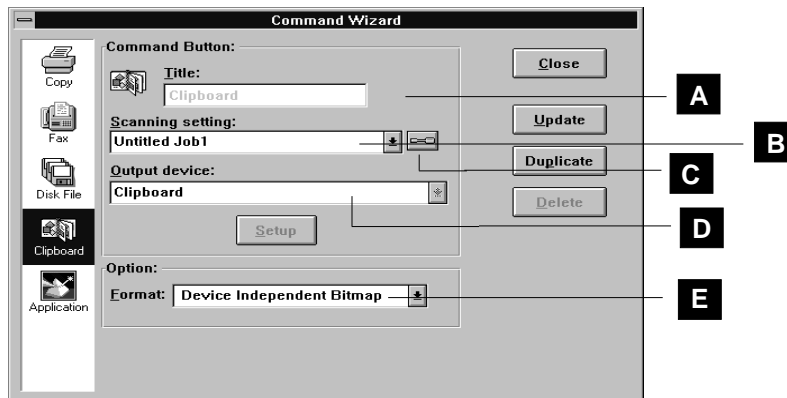 Command Wizard
Copy
Fax
Disk File
Clipboard
Application
Command Button:
Title:
Clipboard
Scanning setting:
Untitled Job1
Output device:
Clipboard
Setup
Option:
Format: Device Independent Bitmap
Close
Update
Duplicate
Delete
A
B
C
D
E